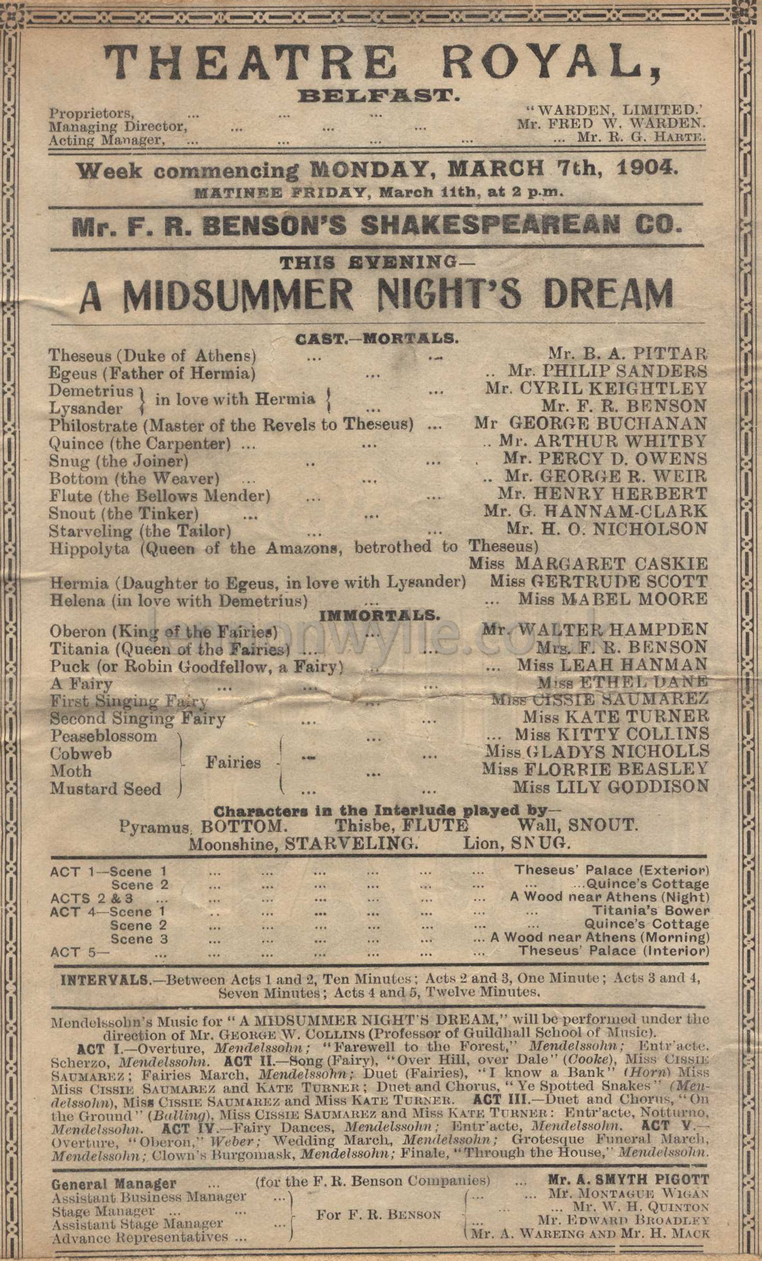 THEATRE ROYAL,
BELFAST.
Proprietors, ... ... ... "WARDEN, LIMITED.'
Managing Director, ... ... ... Mr. FRED W. WARDEN.
Acting Manager, ... ... ... ... ... Mr. R. G. HARTE.
Week commencing MONDAY, MARCH 7th, 1904.
MATINEE FRIDAY, March 11th, at 2 p.m.
Mr. F. R. BENSON'S SHAKESPEAREAN CO.
THIS EVENING—
A MIDSUMMER NIGHT'S DREAM
CAST.—MORTALS.
Theseus (Duke of Athens) ... ... Mr. B. A. PITTAR
Egeus (Father of Hermia) ... .. Mr. PHILIP SANDERS
Demetrius } in love with Hermia { ... Mr. CYRIL KEIGHTLEY
Lysander ... Mr. F. R. BENSON
Philostrate (Master of the Revels to Theseus) ... Mr GEORGE BUCHANAN
Quince (the Carpenter) ... ... .. Mr. ARTHUR WHITBY
Snug (the Joiner) .. ... . Mr. PERCY D. OWENS
Bottom (the Weaver) ... ... .. Mr. GEORGE R. WEIR
Flute (the Bellows Mender) ... ... Mr. HENRY HERBERT
Snout (the Tinker) ... ... Mr. G. HANNAM-CLARK
Starveling (the Tailor) ... ... Mr. H. O. NICHOLSON
Hippolyta (Queen of the Amazons, betrothed to Theseus)
Miss MARGARET CASKIE
Hermia (Daughter to Egeus, in love with Lysander) Miss GERTRUDE SCOTT
Helena (in love with Demetrius) ... ... Miss MABEL MOORE
IMMORTALS.
Oberon (King of the Fairies) ... Mr. WALTER HAMPDEN
Titania (Queen of the Fairies) ... ... Mrs. F. R. BENSON
Puck (or Robin Goodfellow, a Fairy) .. ... Miss LEAH HANMAN
A Fairy ... ... ... Miss ETHEL DANE
First Singing Fairy ... ... Miss CISSIE SAUMAREZ
Second Singing Fairy ... ... Miss KATE TURNER
Peaseblossom ... ... Miss KITTY COLLINS
Cobweb } Fairies { ... ... Miss GLADYS NICHOLLS
Moth ... Miss FLORRIE BEASLEY
Mustard Seed ... ... Miss LILY GODDISON
Characters in the Interlude played by—
Pyramus, BOTTOM. Thisbe, FLUTE Wall, SNOUT.
Moonshine, STARVELING. Lion, SNUG.
ACT 1—Scene 1 ... ... ... ... ... ... Theseus' Palace (Exterior)
Scene 2 ... ... ... ... ... ... ... ...Quince's Cottage
ACTS 2 & 3 ... ... ... ... ... ... ... A Wood near Athens (Night)
ACT 4—Scene 1 .. ... ... ... ... ... ... Titania's Bower
Scene 2 ... ... ... ... ... ... ... Quince's Cottage
Scene 3 ... ... ... ... ... ... A Wood near Athens (Morning)
ACT 5— ... ... ... ... ... ... ... Theseus' Palace (Interior)
INTERVALS.—Between Acts 1 and 2, Ten Minutes; Acts 2 and 3, One Minute; Acts 3 and 4,
Seven Minutes; Acts 4 and 5, Twelve Minutes.
Mendelssohn's Music for "A MIDSUMMER NIGHT'S DREAM," will be performed under the
direction of Mr. GEORGE W. COLLINS (Professor of Guildhall School of Music).
ACT I.—Overture, Mendelssohn; "Farewell to the Forest," Mendelssohn; Entr'acte.
Scherzo, Mendelssohn. ACT II.—Song (Fairy), "Over Hill, over Dale" (Cooke), Miss CISSIE
SAUMAREZ; Fairies March, Mendelssohn; Duet (Fairies), "I know a Bank" (Horn) Miss
Miss CISSIE SAUMAREZ and KATE TURNER; Duet and Chorus, "Ye Spotted Snakes" (Men-
delssohn), Miss CISSIE SAUMAREZ and Miss KATE TURNER. ACT III.—Duet and Chorus, "On
the Ground" (Balling), Miss CISSIE SAUMAREZ and Miss KATE TURNER: Entr'acte, Notturno,
Mendelssohn. ACT IV.—Fairy Dances, Mendelssohn; Entr'acte, Mendelssohn. ACT V.—
Overture, "Oberon," Weber; Wedding March, Mendelssohn; Grotesque Funeral March,
Mendelssohn; Clown's Burgomask, Mendelssohn; Finale, "Through the House," Mendelssohn.
General Manager ... (for the F. R. Benson Companies) ... Mr. A. SMYTH PIGOTT
Assistant Business Manager ... ... Mr. MONTAGUE WIGAN
Stage Manager ... ... ... } For F. R. BENSON { ... ... Mr. W. H. QUINTON
Assistant Stage Manager ... ... Mr. EDWARD BROADLEY
Advance Representatives ... Mr. A. WAREING AND Mr. H. MACK